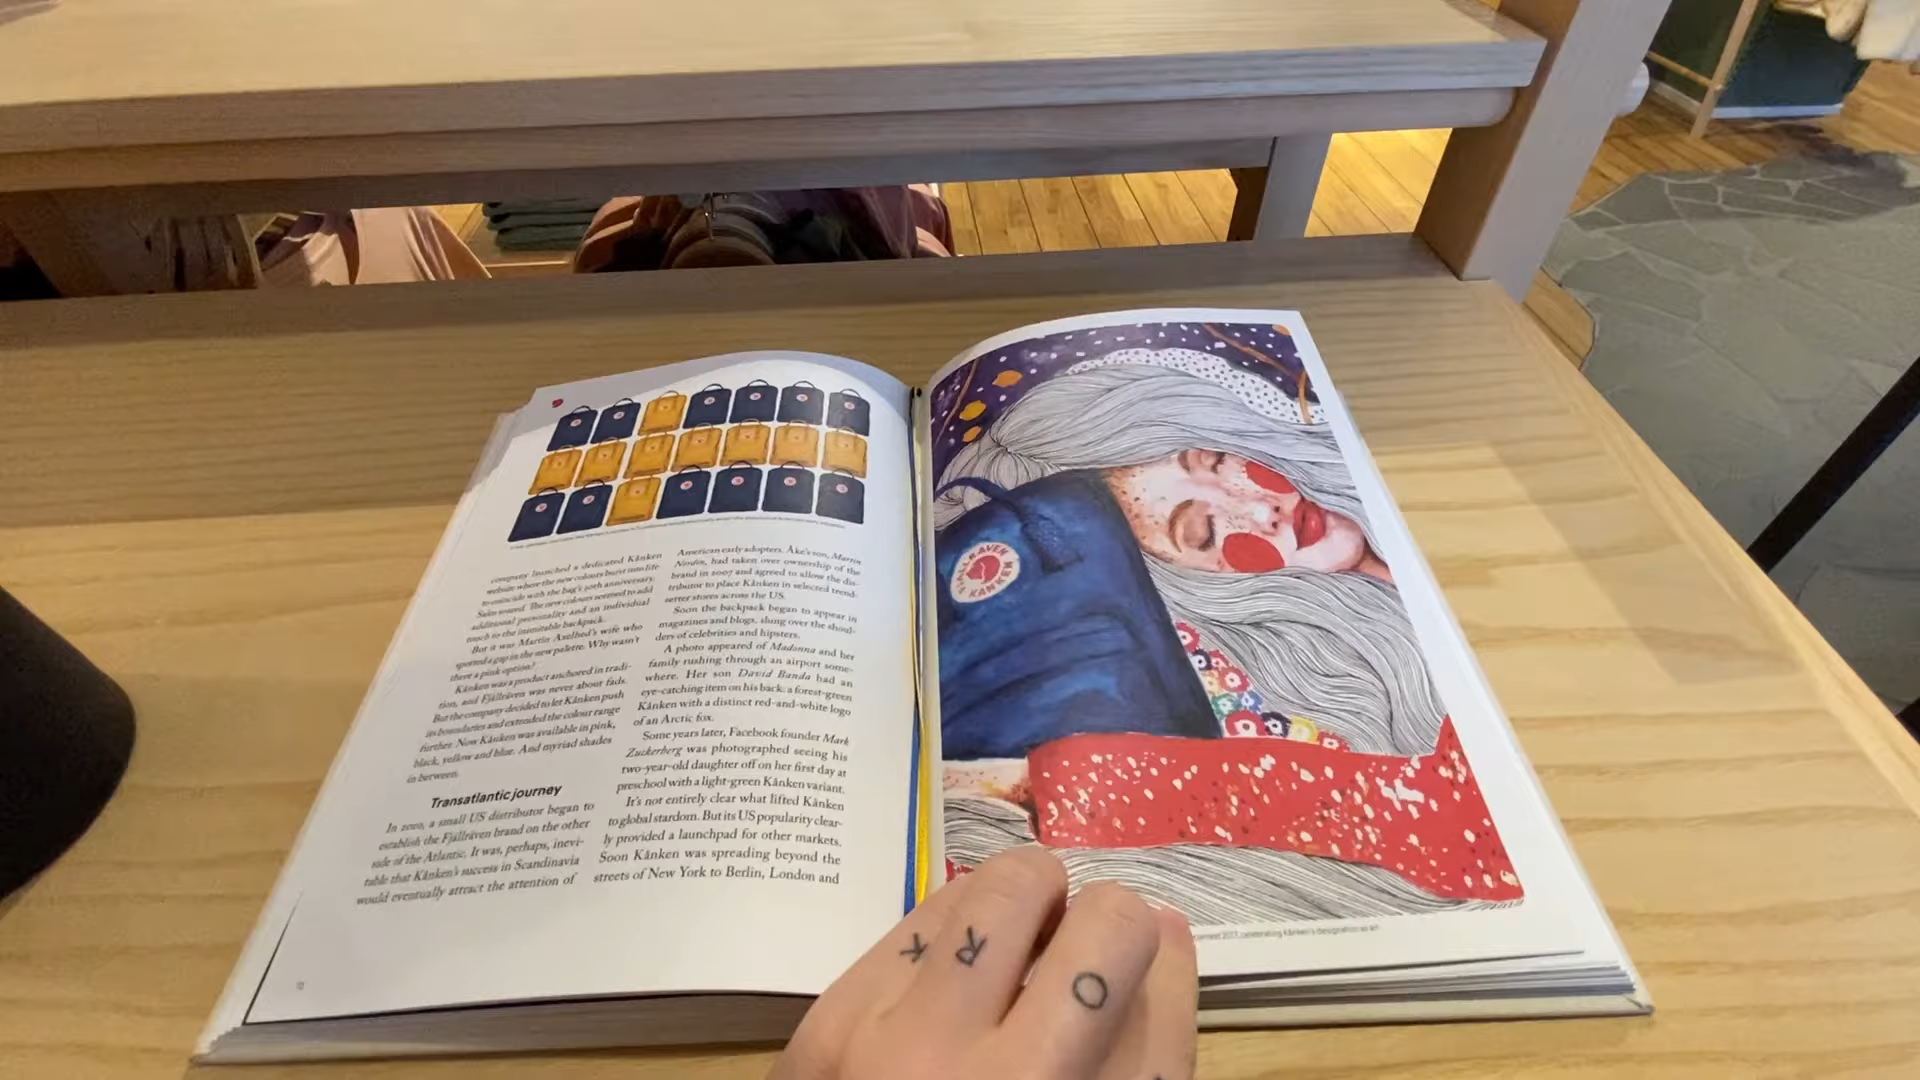 company launched a dedicated Kånken
website where the new colours burst into life
to coincide with the bag's 30th anniversary.
Sales soared. The new colours seemed to add
additional personality and an individual
touch to the inimitable backpack.
But it was Martin Axelhed's wife who
spotted a gap in the new palette. Why wasn't
there a pink option?
Kånken was a product anchored in tradi-
tion, and Fjällräven was never about fads.
But the company decided to let Kånken push
its boundaries and extended the colour range
further. Now Kånken was available in pink,
black, yellow and blue. And myriad shades
in between.
Transatlantic journey
In 2010, a small US distributor began to
establish the Fjällräven brand on the other
side of the Atlantic. It was, perhaps, inevi-
table that Kånken's success in Scandinavia
would eventually attract the attention of
American early adopters. Åke's son, Martin
Nordin, had taken over ownership of the
brand in 2007 and agreed to allow the dis-
tributor to place Kånken in selected trend-
setter stores across the US.
Soon the backpack began to appear in
magazines and blogs, slung over the shoul-
ders of celebrities and hipsters.
A photo appeared of Madonna and her
family rushing through an airport some-
where. Her son David Banda had an
eye-catching item on his back: a forest-green
Kånken with a distinct red-and-white logo
of an Arctic fox.
Some years later, Facebook founder Mark
Zuckerberg was photographed seeing his
two-year-old daughter off on her first day at
preschool with a light-green Kånken variant.
It's not entirely clear what lifted Kånken
to global stardom. But its US popularity clear-
ly provided a launchpad for other markets.
Soon Kånken was spreading beyond the
streets of New York to Berlin, London and
FJÄLLRÄVEN
KÅNKEN
2017, celebrating Kånken's designation as art
K R O